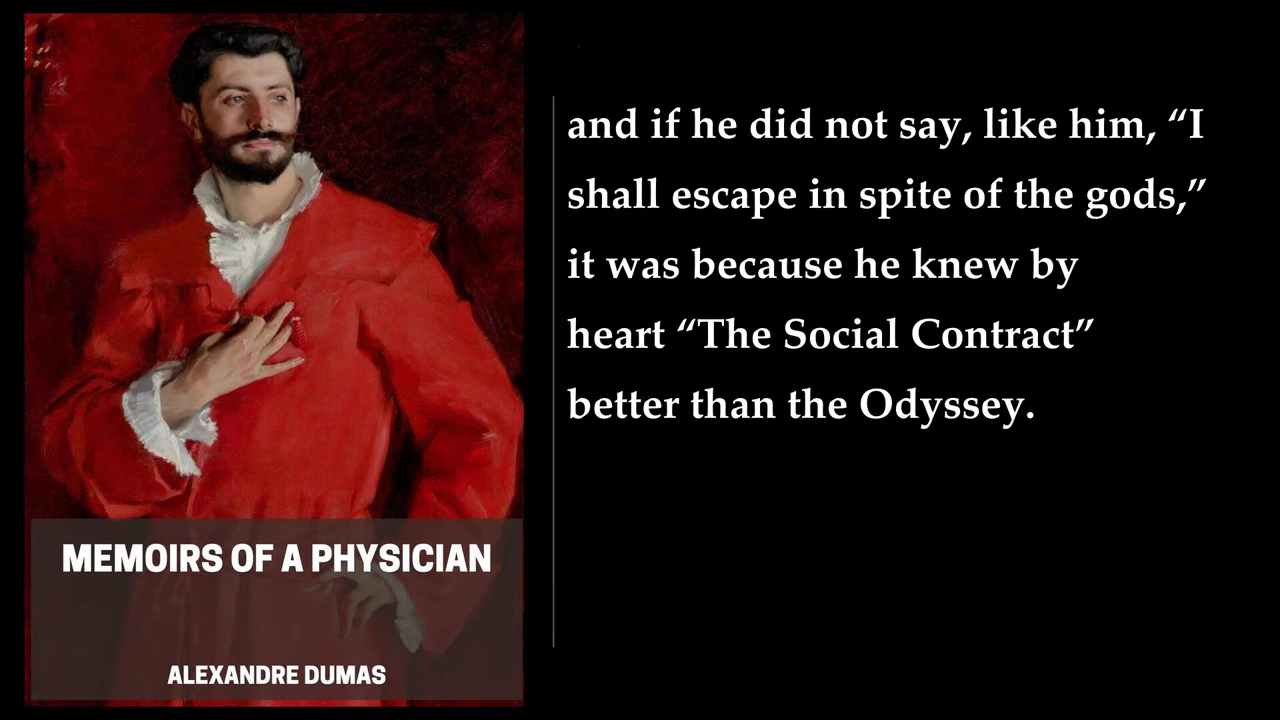 and if he did not say, like him, “I
shall escape in spite of the gods,”
it was because he knew by
heart “The Social Contract”
better than the Odyssey.
MEMOIRS OF A PHYSICIAN
ALEXANDRE DUMAS